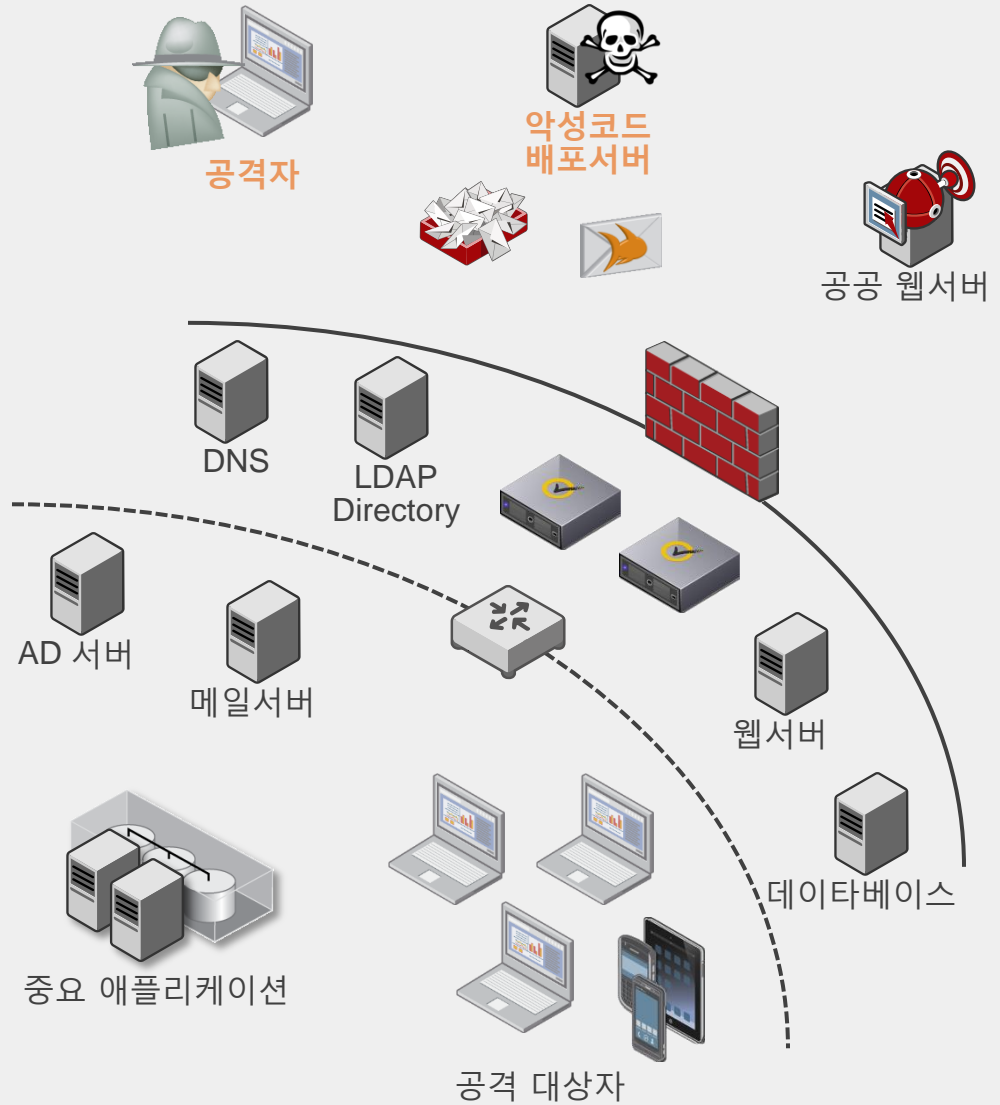 공격자
악성코드
배포서버
공공 웹서버
DNS
LDAP
Directory
AD 서버
메일서버
웹서버
데이타베이스
중요 애플리케이션
공격 대상자